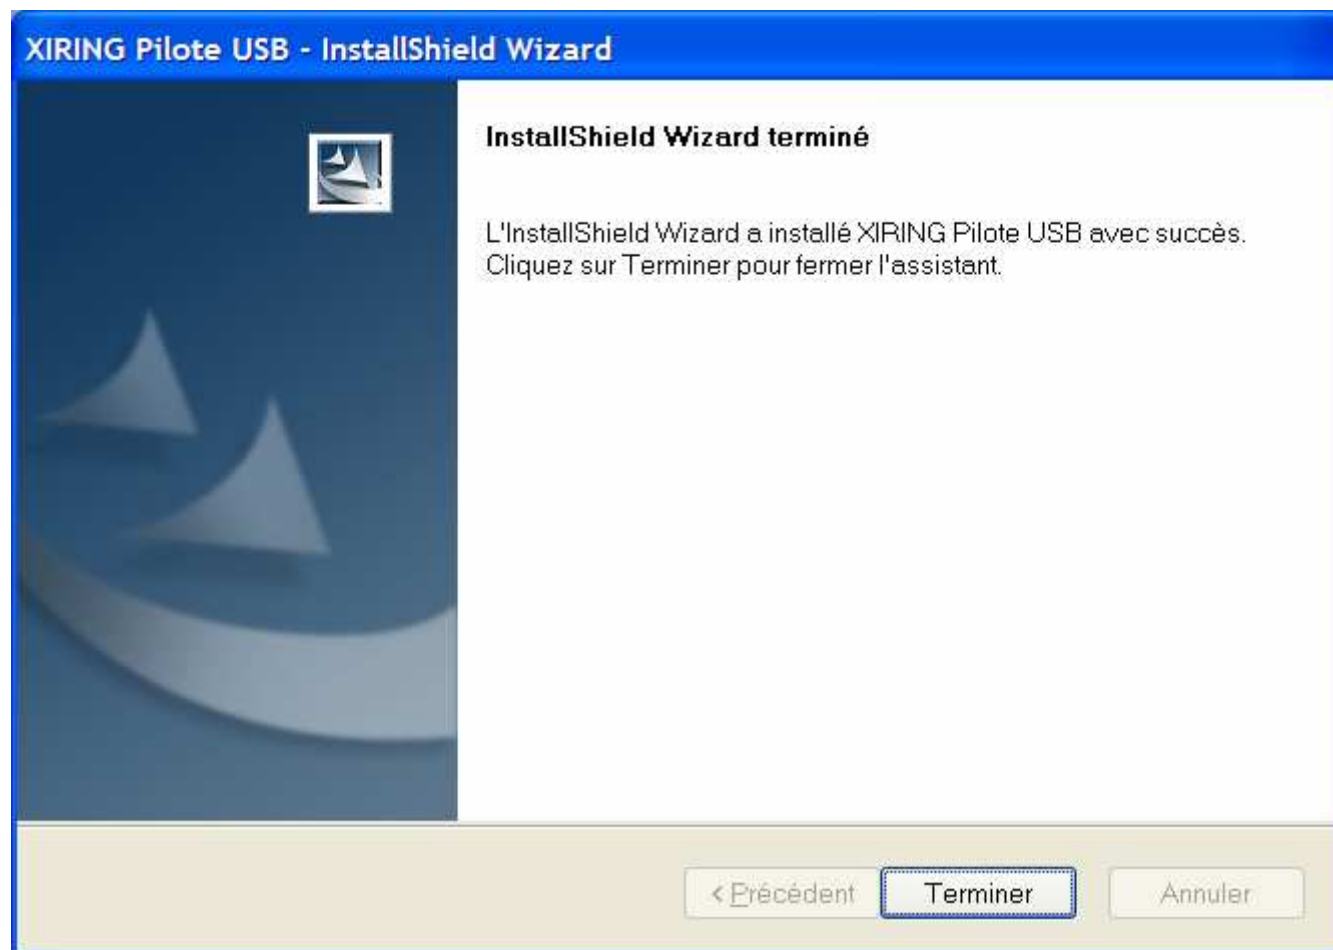 XIRING Pilote USB - InstallShield Wizard
InstallShield Wizard terminé
L'InstallShield Wizard a installé XIRING Pilote USB avec succès.
Cliquez sur Terminer pour fermer l'assistant.
< Précédent Terminer Annuler